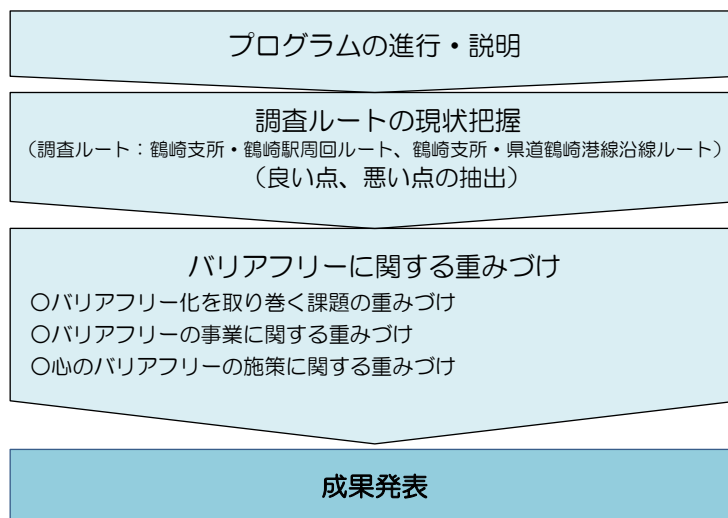 プログラムの進行・説明
調査ルートの現状把握
（調査ルート：鶴崎支所・鶴崎駅周回ルート、鶴崎支所・県道鶴崎港線沿線ルート）
（良い点、悪い点の抽出）
バリアフリーに関する重みづけ
〇バリアフリー化を取り巻く課題の重みづけ
〇バリアフリーの事業に関する重みづけ
〇心のバリアフリーの施策に関する重みづけ
成果発表